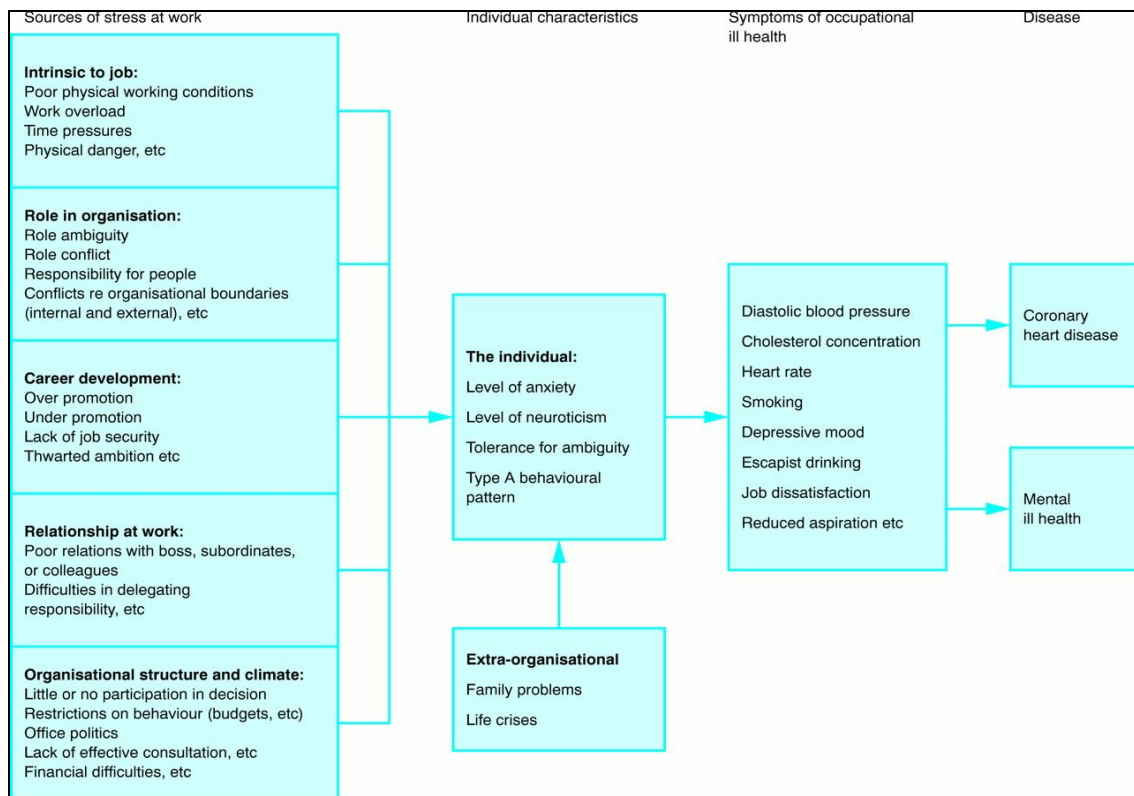 Sources of stress at work
Individual characteristics
Symptoms of occupational
ill health
Disease
Intrinsic to job:
Poor physical working conditions
Work overload
Time pressures
Physical danger, etc
Role in organisation:
Role ambiguity
Role conflict
Responsibility for people
Conflicts re organisational boundaries
(internal and external), etc
Career development:
Over promotion
Under promotion
Lack of job security
Thwarted ambition etc
Relationship at work:
Poor relations with boss, subordinates,
or colleagues
Difficulties in delegating
responsibility, etc
Organisational structure and climate:
Little or no participation in decision
Restrictions on behaviour (budgets, etc)
Office politics
Lack of effective consultation, etc
Financial difficulties, etc
The individual:
Level of anxiety
Level of neuroticism
Tolerance for ambiguity
Type A behavioural
pattern
Extra-organisational
Family problems
Life crises
Diastolic blood pressure
Cholesterol concentration
Heart rate
Smoking
Depressive mood
Escapist drinking
Job dissatisfaction
Reduced aspiration etc
Coronary
heart disease
Mental
ill health